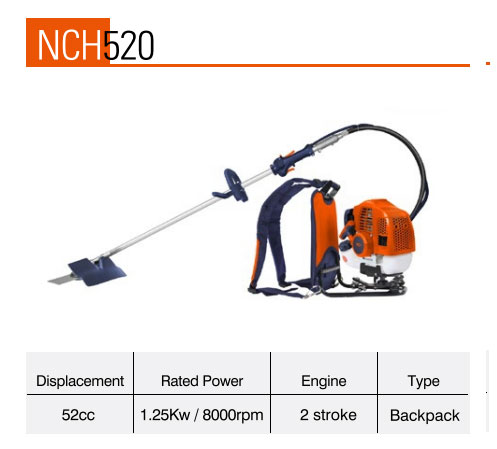 NCH520
Displacement Rated Power Engine Type
52cc 1.25Kw / 8000rpm 2 stroke Backpack